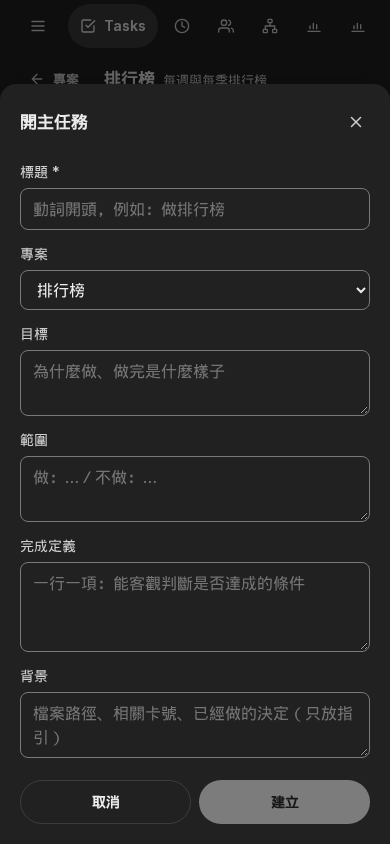 Tasks
專案 排行榜 每週與每季排行榜
開主任務
標題 *
動詞開頭，例如：做排行榜
專案
排行榜
目標
為什麼做、做完是什麼樣子
範圍
做：… / 不做：…
完成定義
一行一項：能客觀判斷是否達成的條件
背景
檔案路徑、相關卡號、已經做的決定（只放指
引）
取消 建立